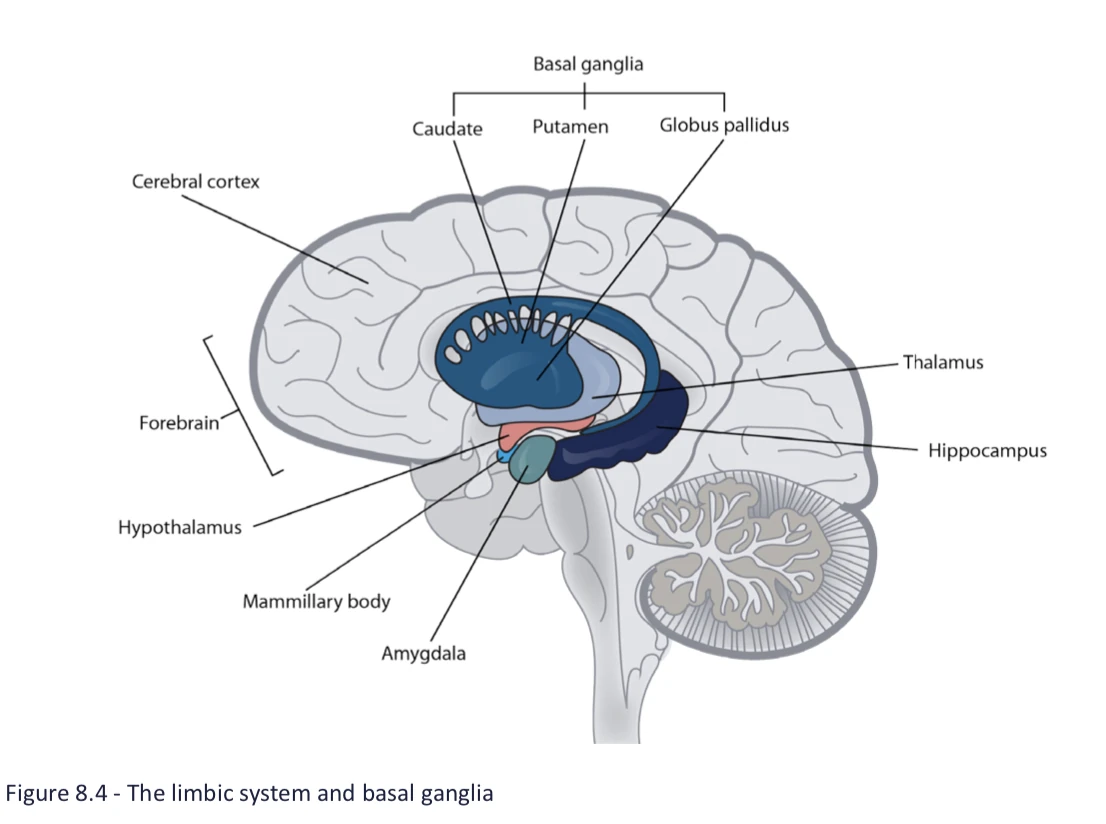 Basal ganglia
Caudate
Putamen
Globus pallidus
Cerebral cortex
Thalamus
Forebrain
Hippocampus
Hypothalamus
Mammillary body
Amygdala
Figure 8.4 - The limbic system and basal ganglia